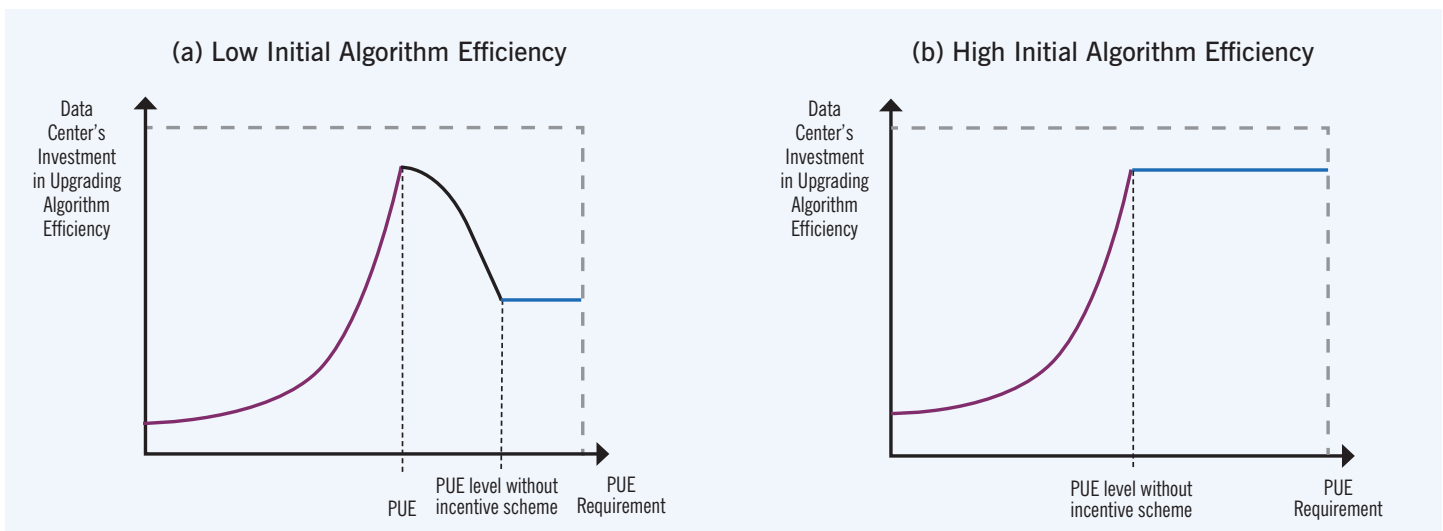 (a) Low Initial Algorithm Efficiency
Data
Center's
Investment
in Upgrading
Algorithm
Efficiency
PUE
PUE level without
incentive scheme
PUE
Requirement
(b) High Initial Algorithm Efficiency
Data
Center's
Investment
in Upgrading
Algorithm
Efficiency
PUE level without
incentive scheme
PUE
Requirement